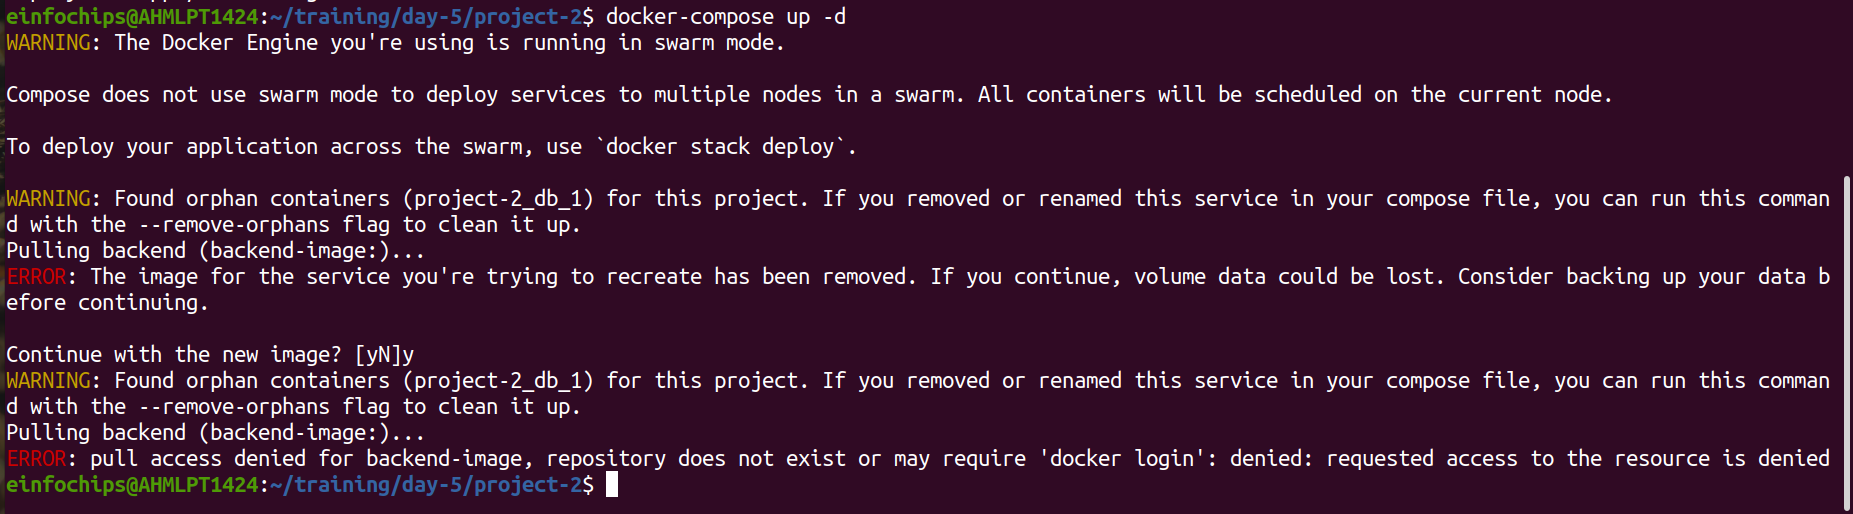 einfochips@AHMLPT1424:~/training/day-5/project-2$ docker-compose up -d
WARNING: The Docker Engine you're using is running in swarm mode.
Compose does not use swarm mode to deploy services to multiple nodes in a swarm. All containers will be scheduled on the current node.
To deploy your application across the swarm, use `docker stack deploy`.
WARNING: Found orphan containers (project-2_db_1) for this project. If you removed or renamed this service in your compose file, you can run this comman
d with the --remove-orphans flag to clean it up.
Pulling backend (backend-image:)...
ERROR: The image for the service you're trying to recreate has been removed. If you continue, volume data could be lost. Consider backing up your data b
efore continuing.
Continue with the new image? [yN]y
WARNING: Found orphan containers (project-2_db_1) for this project. If you removed or renamed this service in your compose file, you can run this comman
d with the --remove-orphans flag to clean it up.
Pulling backend (backend-image:)...
ERROR: pull access denied for backend-image, repository does not exist or may require 'docker login': denied: requested access to the resource is denied
einfochips@AHMLPT1424:~/training/day-5/project-2$